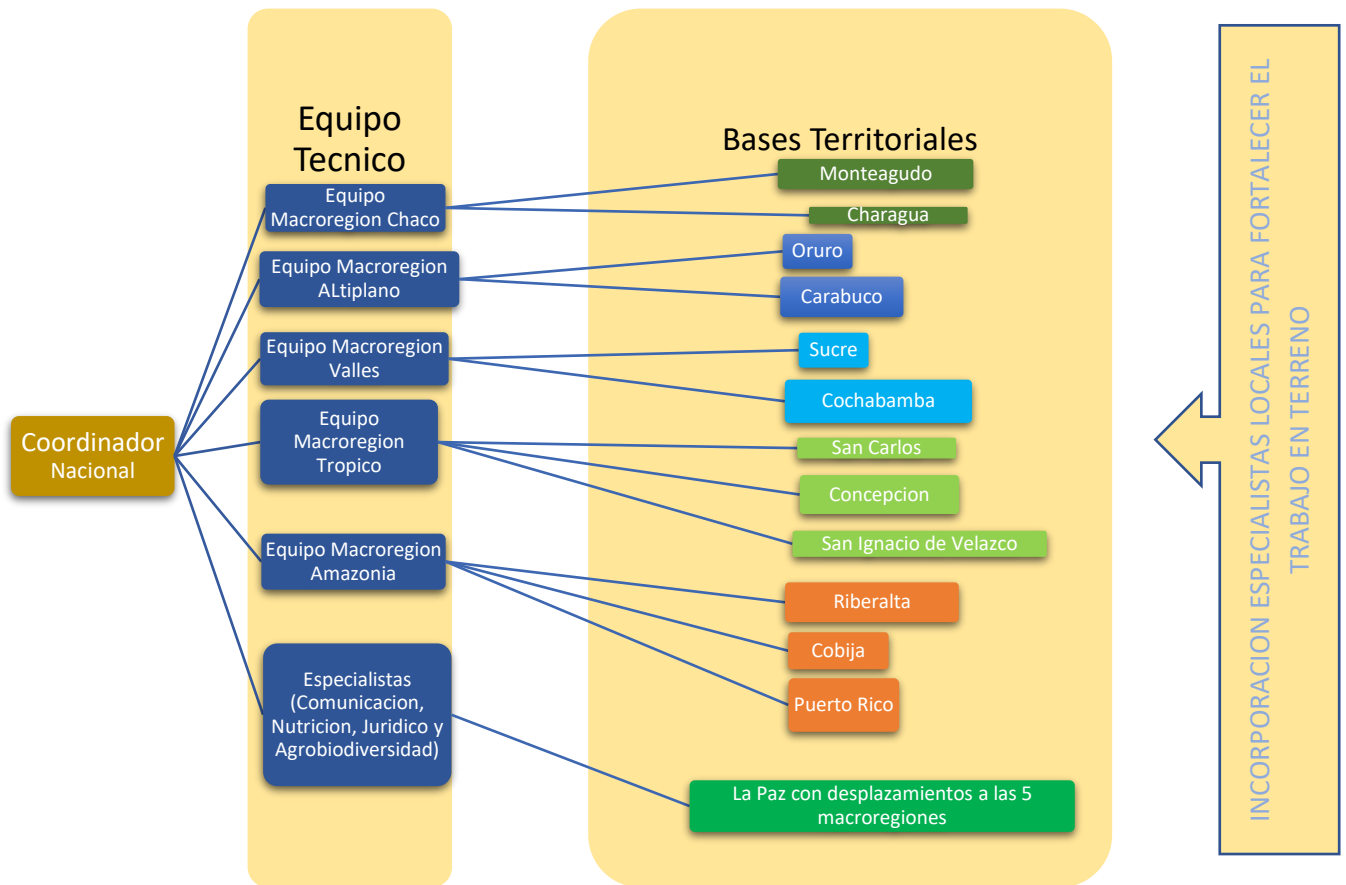 Coordinador
Nacional
Equipo
Tecnico
Equipo
Macroregion Chaco
Equipo Macroregion
ALtiplano
Equipo Macroregion
Valles
Equipo
Macroregion
Tropico
Equipo Macroregion
Amazonia
Especialistas
(Comunicacion,
Nutricion, Juridico y
Agrobiodiversidad)
Bases Territoriales
Monteagudo
Charagua
Oruro
Carabuco
Sucre
Cochabamba
San Carlos
Concepcion
San Ignacio de Velazco
Riberalta
Cobija
Puerto Rico
La Paz con desplazamientos a las 5
macroregiones
INCORPORACION ESPECIALISTAS LOCALES PARA FORTALECER EL
TRABAJO EN TERRENO